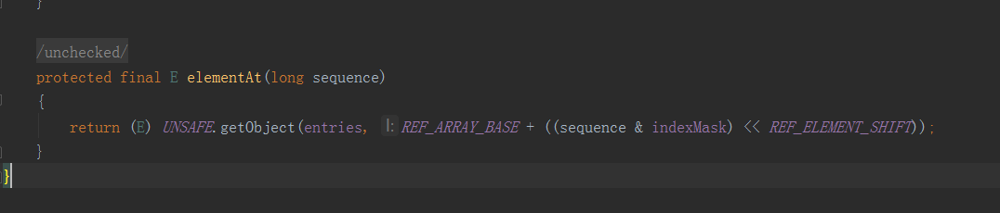 }
/unchecked/
protected final E elementAt(long sequence)
{
return (E) UNSAFE.getObject(entries, l: REF_ARRAY_BASE + ((sequence & indexMask) << REF_ELEMENT_SHIFT));
}
}